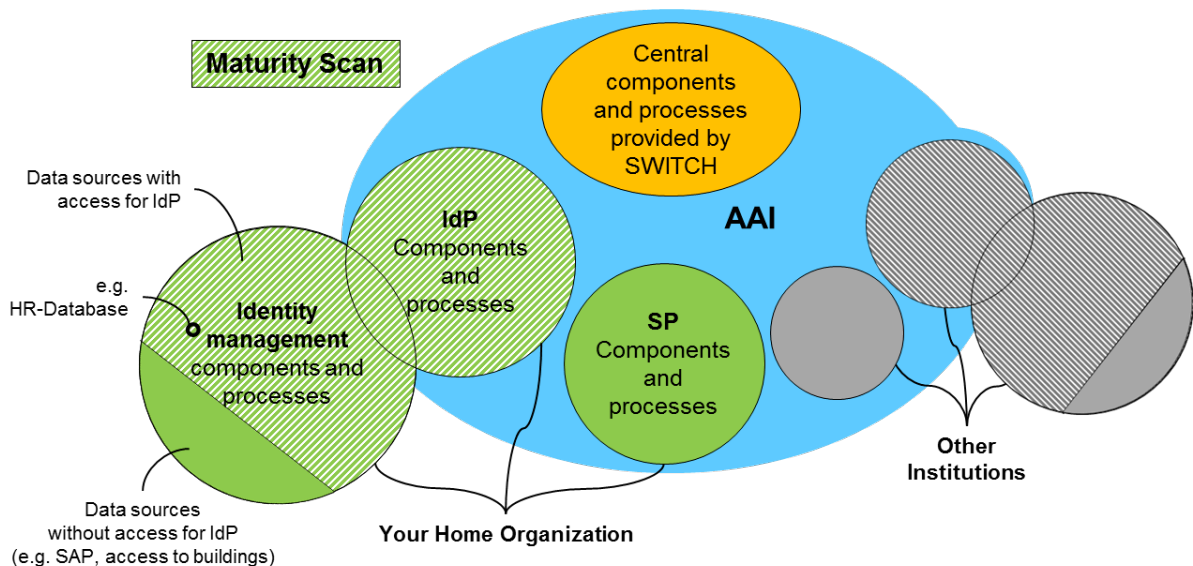 Maturity Scan
Central
components
and processes
provided by
SWITCH
AAI
Data sources with
access for IdP
e.g.
HR-Database
IdP
Components
and
processes
Identity
management
components and
processes
SP
Components
and
processes
Other
Institutions
Data sources
without access for IdP
(e.g. SAP, access to buildings)
Your Home Organization